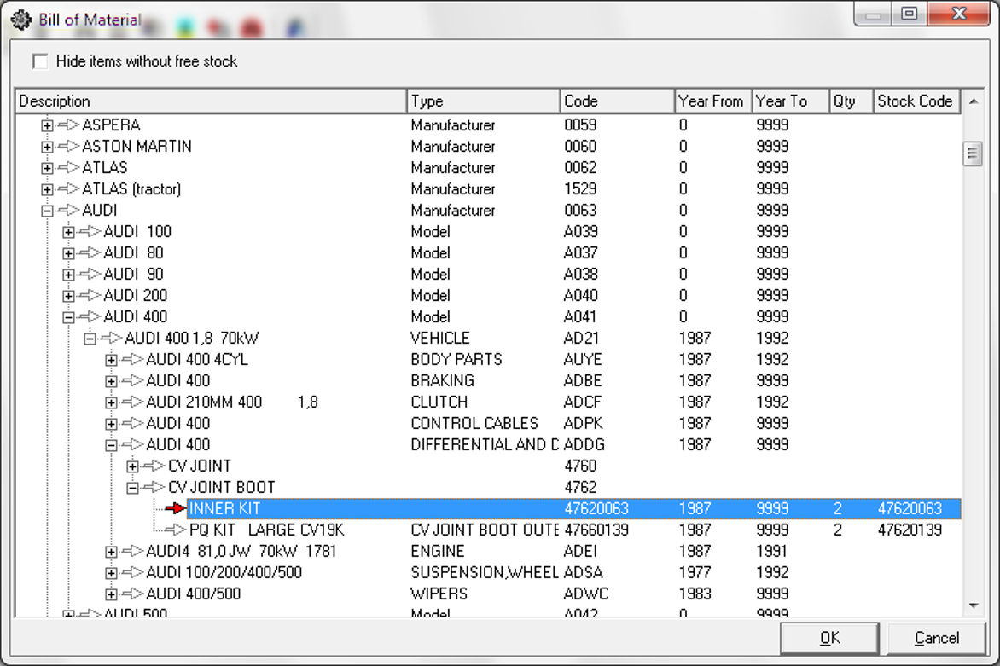 Bill of Material
Hide items without free stock
Description Type Code Year From Year To Qty Stock Code
ASPERA Manufacturer 0059 0 9999
ASTON MARTIN Manufacturer 0060 0 9999
ATLAS Manufacturer 0062 0 9999
ATLAS (tractor) Manufacturer 1529 0 9999
AUDI Manufacturer 0063 0 9999
AUDI 100 Model A039 0 9999
AUDI 80 Model A037 0 9999
AUDI 90 Model A038 0 9999
AUDI 200 Model A040 0 9999
AUDI 400 Model A041 0 9999
AUDI 400 1,8 70kW VEHICLE AD21 1987 1992
AUDI 400 4CYL BODY PARTS AUYE 1987 1992
AUDI 400 BRAKING ADBE 1987 9999
AUDI 210MM 400 1,8 CLUTCH ADCF 1987 1992
AUDI 400 CONTROL CABLES ADPK 1987 9999
AUDI 400 DIFFERENTIAL AND D ADDG 1987 9999
CV JOINT 4760
CV JOINT BOOT 4762
INNER KIT 47620063 1987 9999 2 47620063
PQ KIT LARGE CV19K CV JOINT BOOT OUTE 47660139 1987 9999 2 47620139
AUDI4 81,0 JW 70kW 1781 ENGINE ADEI 1987 1991
AUDI 100/200/400/500 SUSPENSION,WHEEL ADSA 1977 1992
AUDI 400/500 WIPERS ADWC 1983 9999
AUDI 500 Model A042 0 9999
OK Cancel